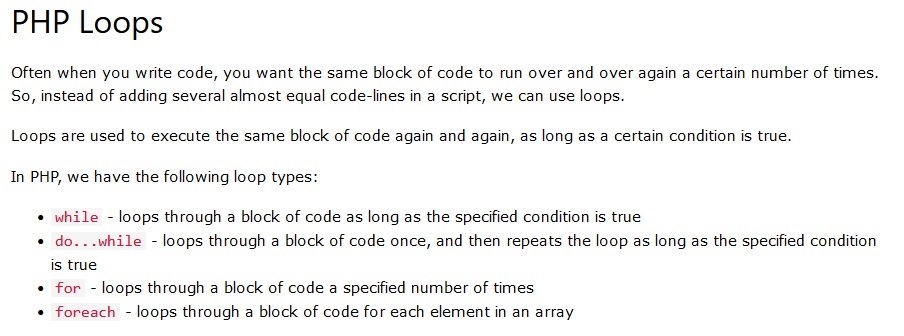 PHP Loops
Often when you write code, you want the same block of code to run over and over again a certain number of times.
So, instead of adding several almost equal code-lines in a script, we can use loops.
Loops are used to execute the same block of code again and again, as long as a certain condition is true.
In PHP, we have the following loop types:
• while - loops through a block of code as long as the specified condition is true
• do...while - loops through a block of code once, and then repeats the loop as long as the specified condition
is true
• for - loops through a block of code a specified number of times
• foreach - loops through a block of code for each element in an array